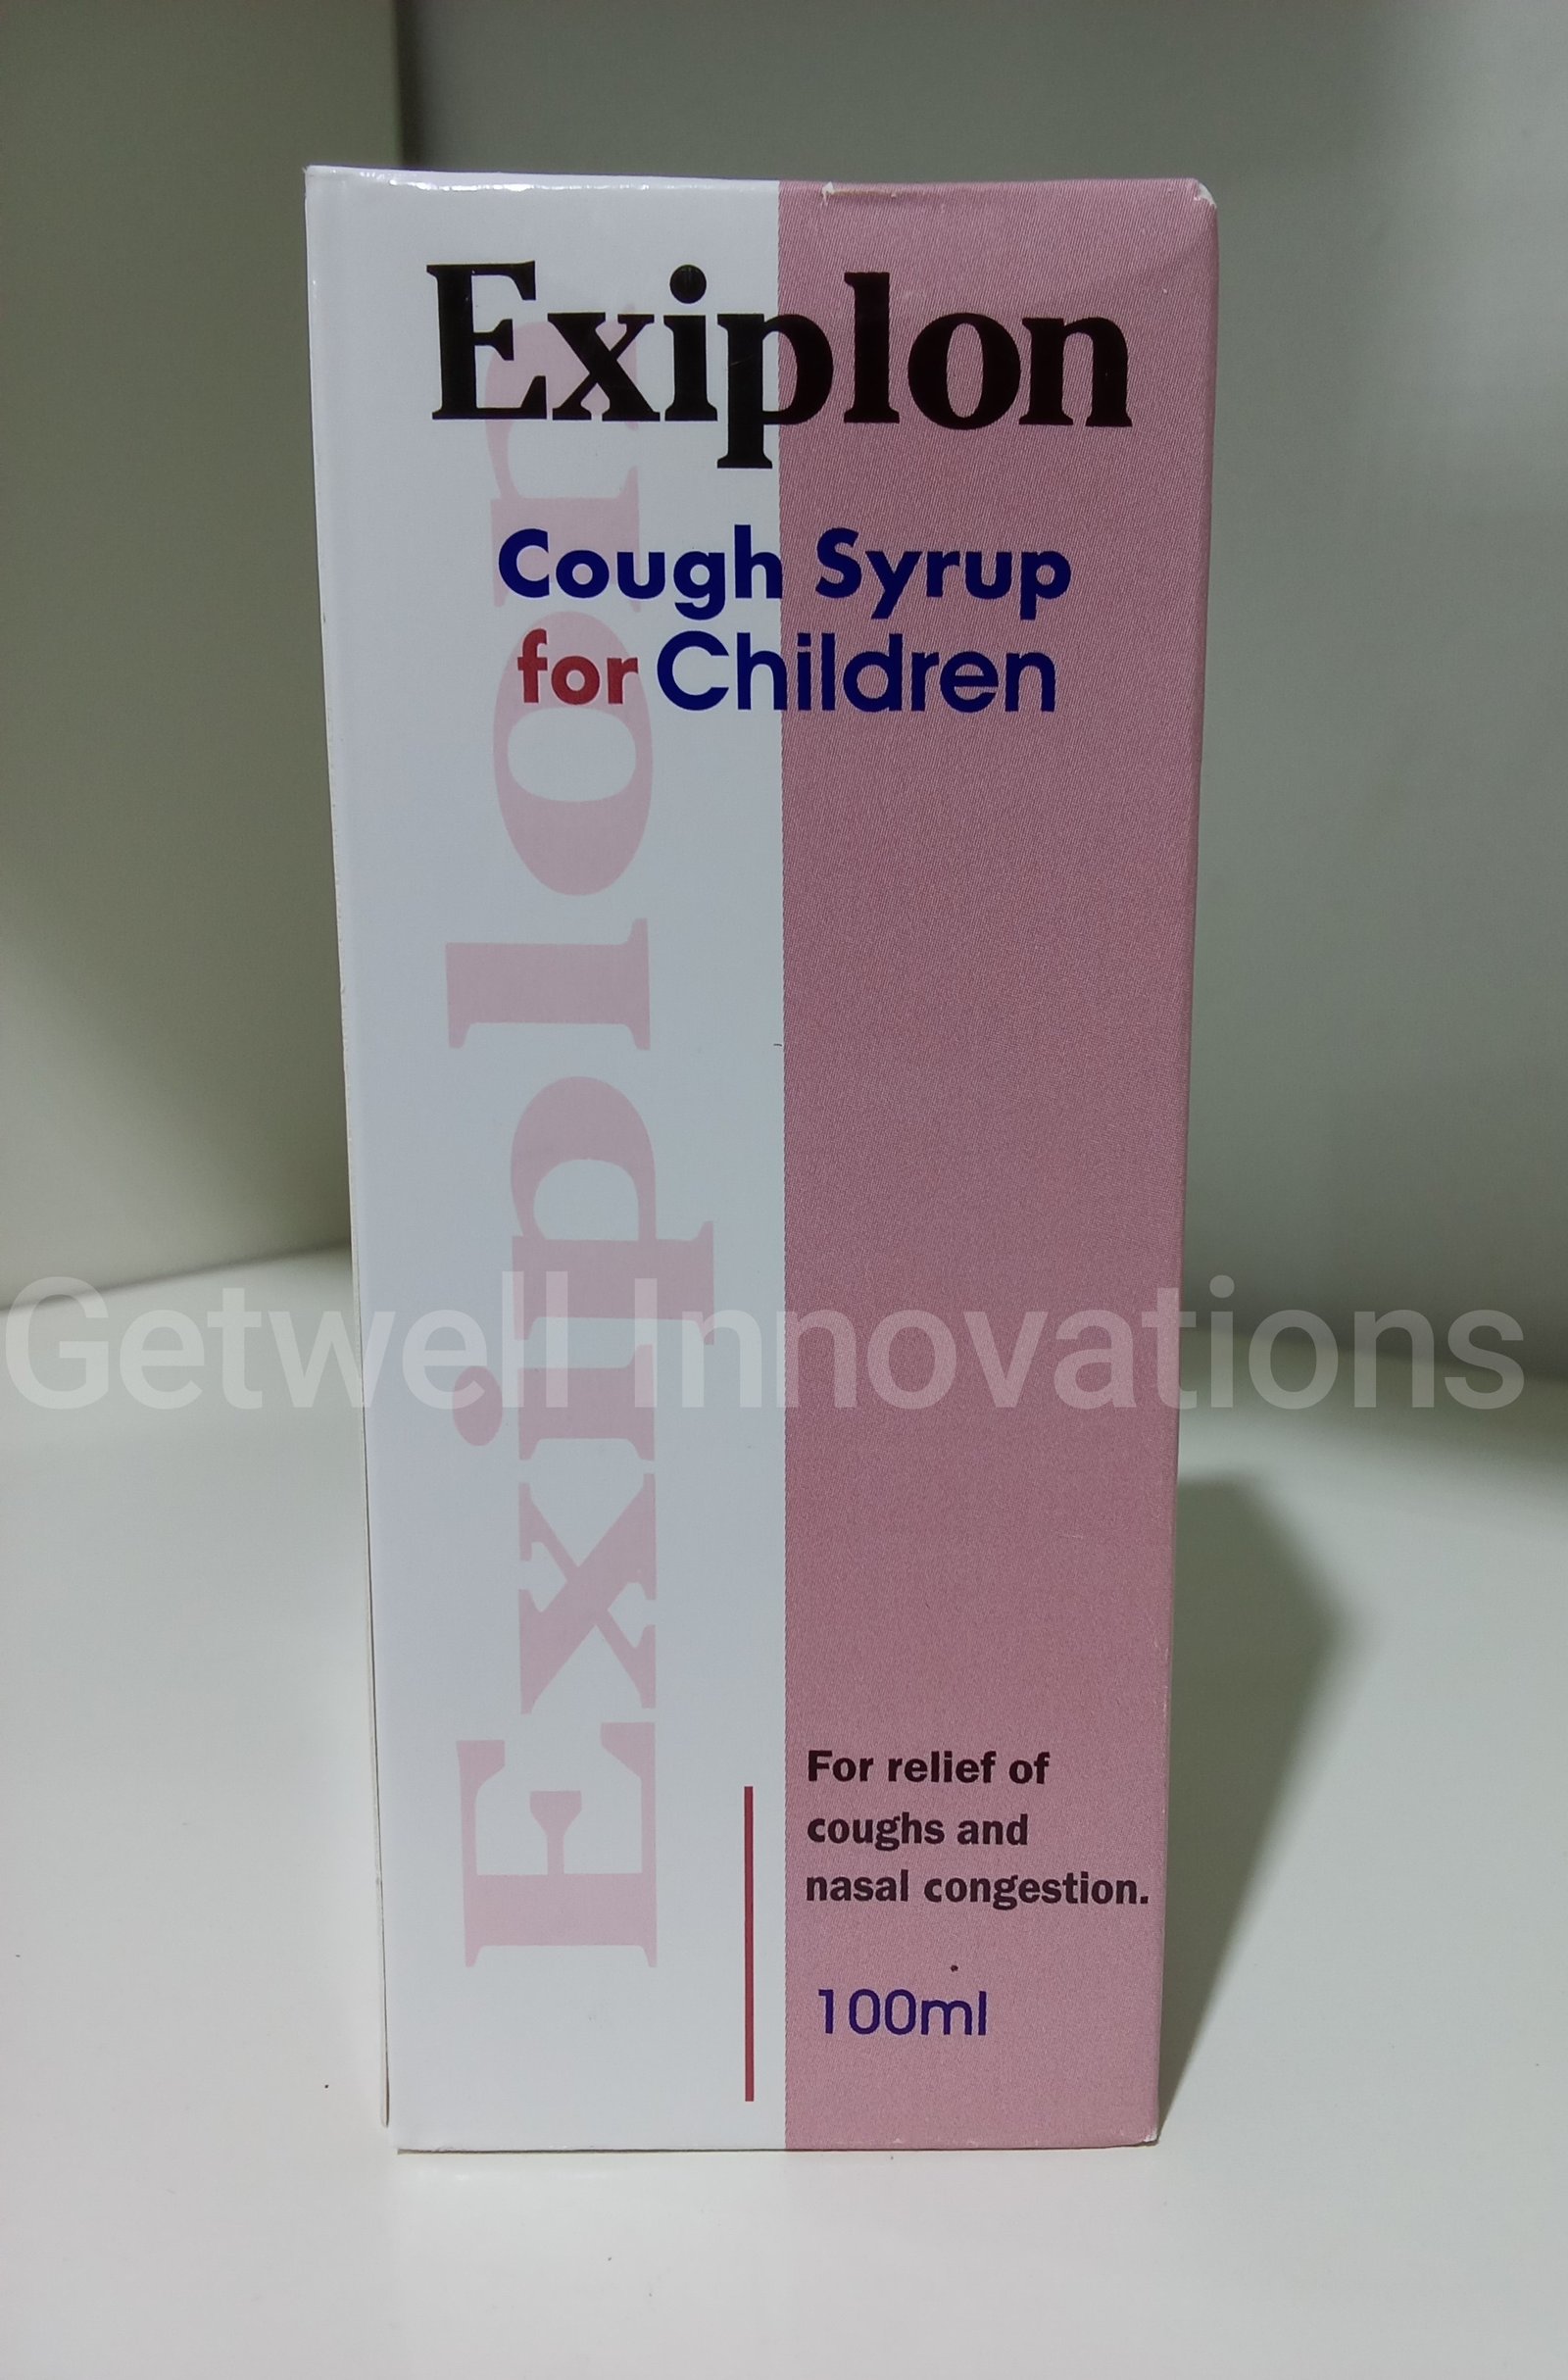 Exiplon
Cough Syrup
for Children
Exiplon
Getwell Innovations
For relief of
coughs and
nasal congestion.
100ml